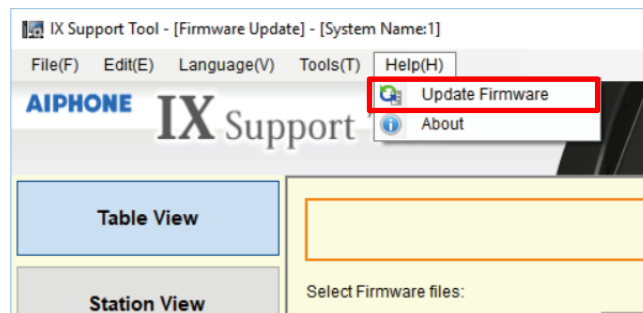 IX Support Tool - [Firmware Update] - [System Name:1]
File(F) Edit(E) Language(V) Tools(T) Help(H)
Update Firmware
AIPHONE IX Support
About
Table View
Station View
Select Firmware files: